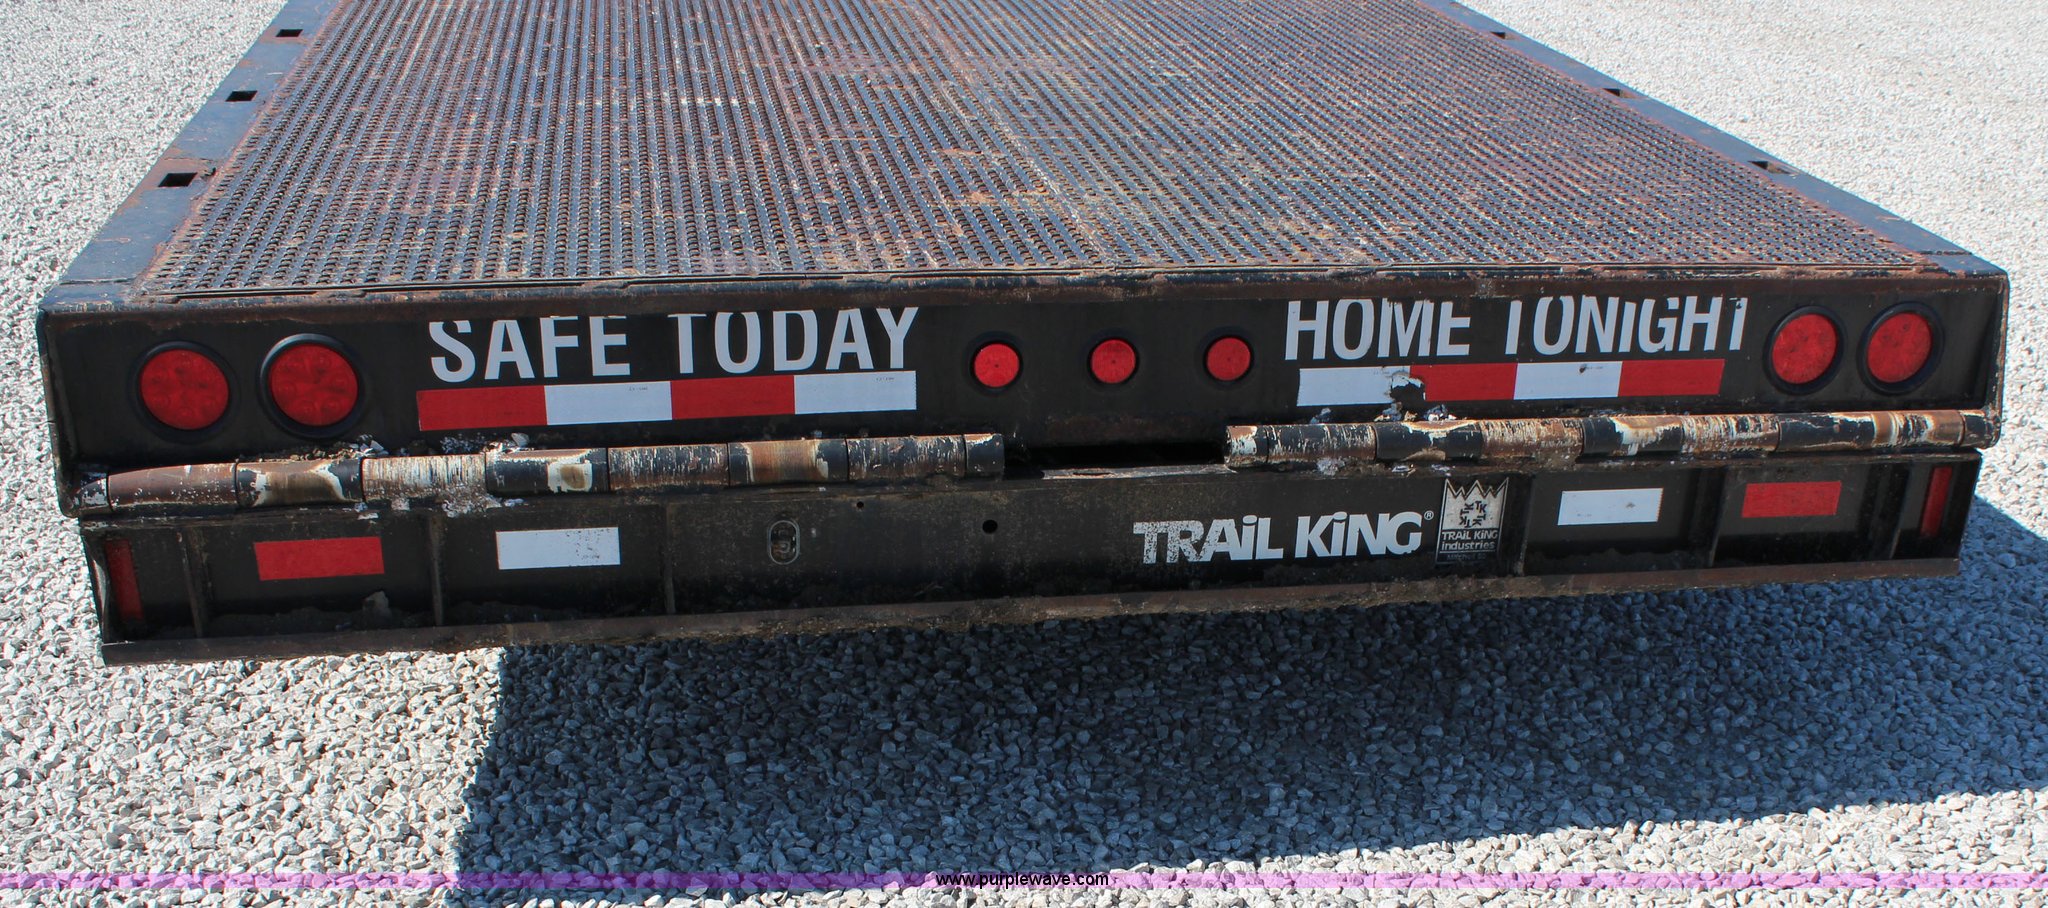 SAFE TODAY HOME TONIGHT
TRAiL KiNG®
TRAiL KiNG
industries
www.purplewave.com